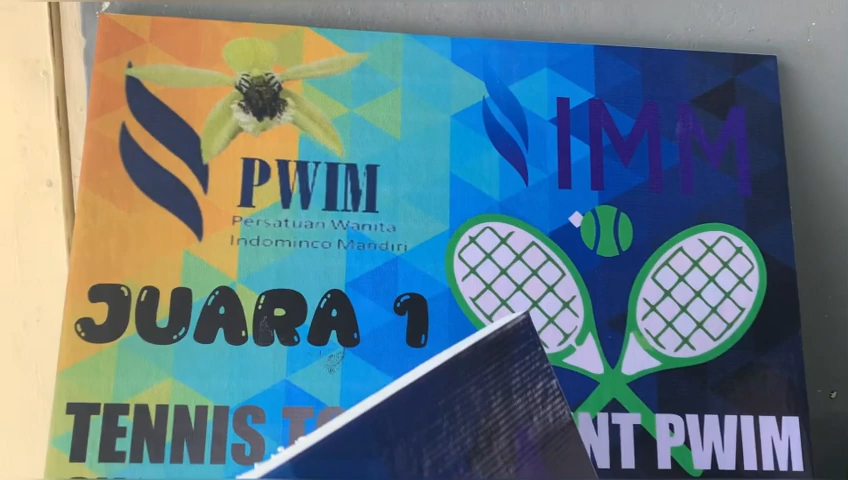 PWIM
Persatuan Wanita
Indominco Mandiri
IMM
JUARA 1
TENNIS NT PWIM